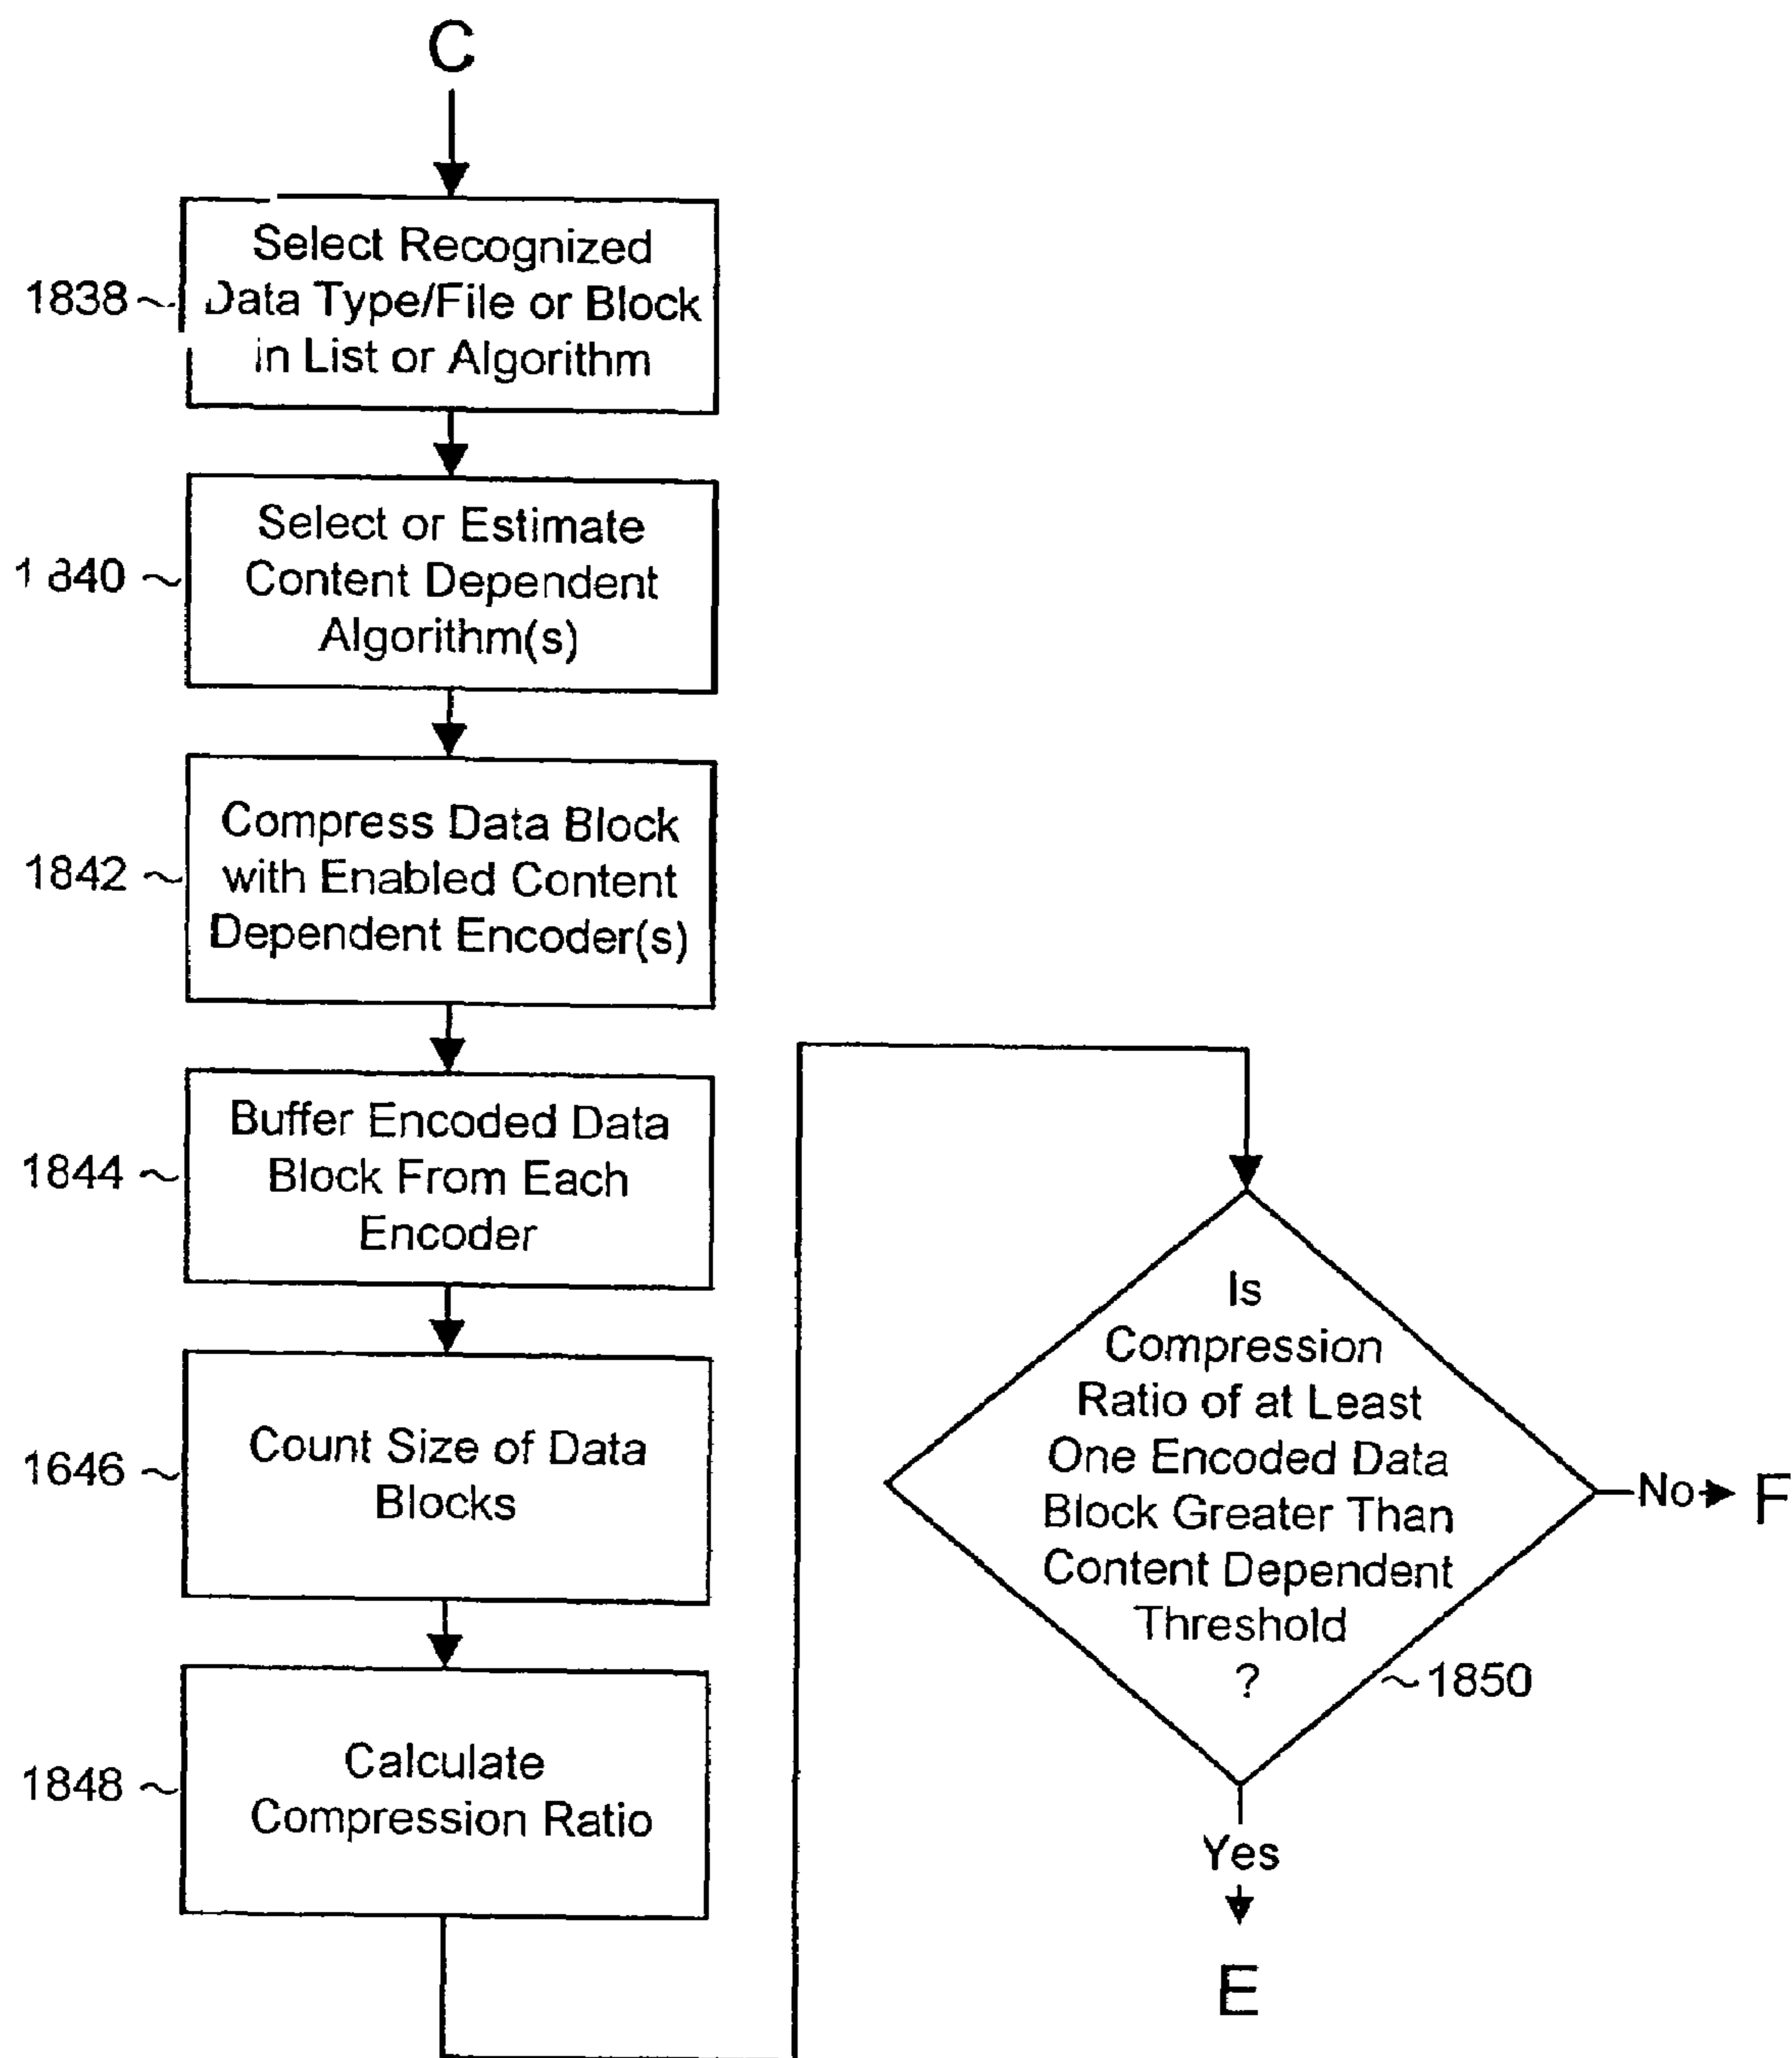 C
1838
Select Recognized
Data Type/File or Block
in List or Algorithm
1840
Select or Estimate
Content Dependent
Algorithm(s)
1842
Compress Data Block
with Enabled Content
Dependent Encoder(s)
1844
Buffer Encoded Data
Block From Each
Encoder
1646
Count Size of Data
Blocks
1848
Calculate
Compression Ratio
Is
Compression
Ratio of at Least
One Encoded Data
Block Greater Than
Content Dependent
Threshold
?
1850
No
F
Yes
E